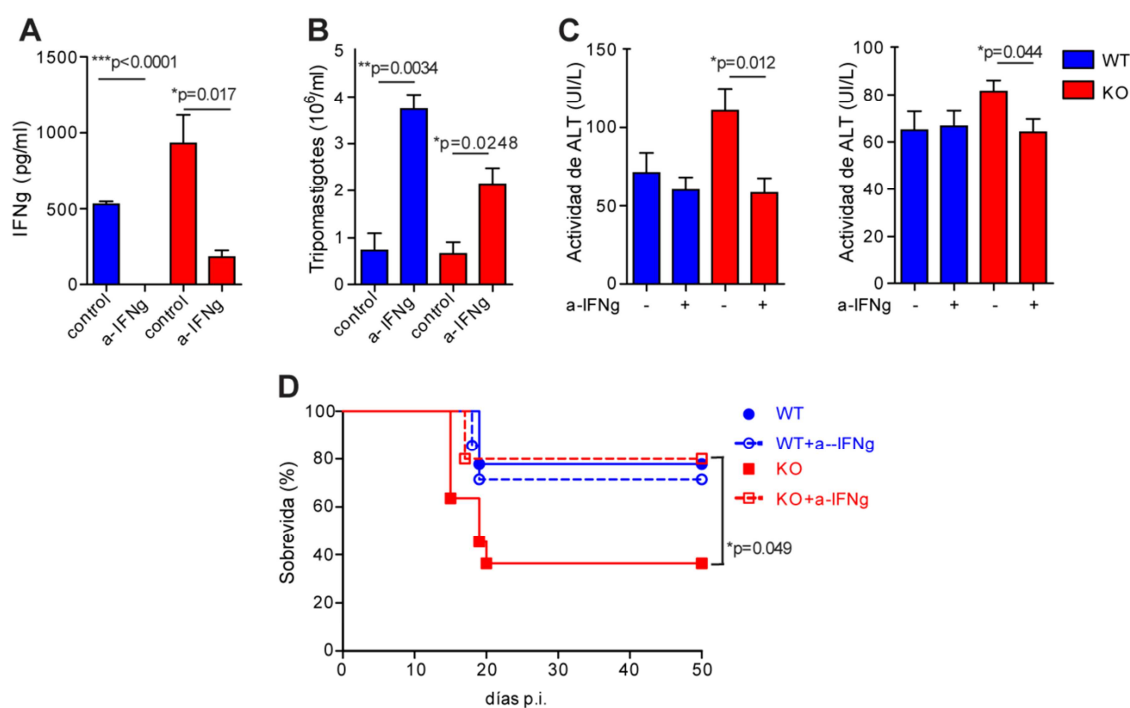 A
IFNg (pg/ml)
1500
1000
500
0
***p<0.0001
*p=0.017
control
a- IFNg
control
a- IFNg
B
Tripomastigotes (10⁶/ml)
5
4
3
2
1
0
**p=0.0034
*p=0.0248
control
a-IFNg
control
a-IFNg
C
Actividad de ALT (UI/L)
150
100
50
0
*p=0.012
a-IFNg - + - +
Actividad de ALT (UI/L)
100
80
60
40
20
0
*p=0.044
a-IFNg - + - +
WT
KO
D
Sobrevida (%)
100
80
60
40
20
0
0 10 20 30 40 50
días p.i.
WT
WT+a--IFNg
KO
KO+a-IFNg
*p=0.049